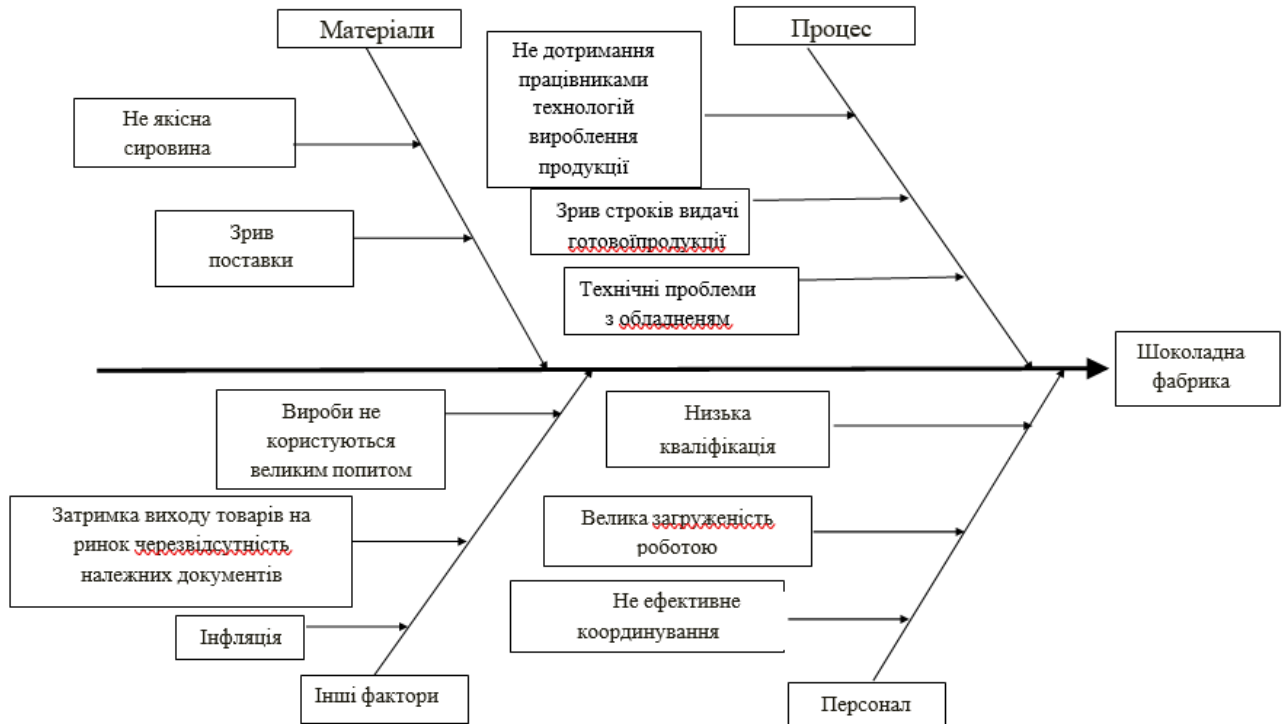 Матеріали
Процес
Не дотримання
працівниками
технологій
вироблення
продукції
Не якісна
сировина
Зрив строків видачі
готовоїпродукції
Зрив
поставки
Технічні проблеми
з обладненям
Шоколадна
фабрика
Вироби не
користуються
великим попитом
Низька
кваліфікація
Затримка виходу товарів на
ринок черезвідсутність
належних документів
Велика загруженість
роботою
Не ефективне
координування
Інфляція
Інші фактори
Персонал